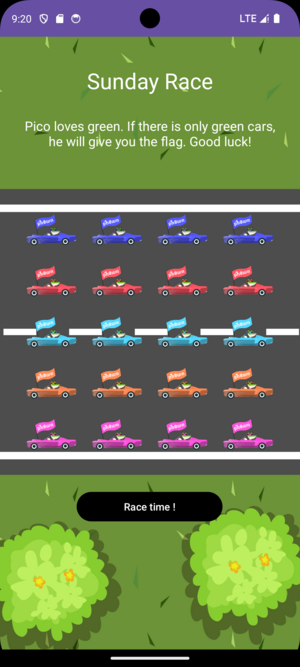 9:20
LTE
Sunday Race
Pico loves green. If there is only green cars,
he will give you the flag. Good luck!
Race time !